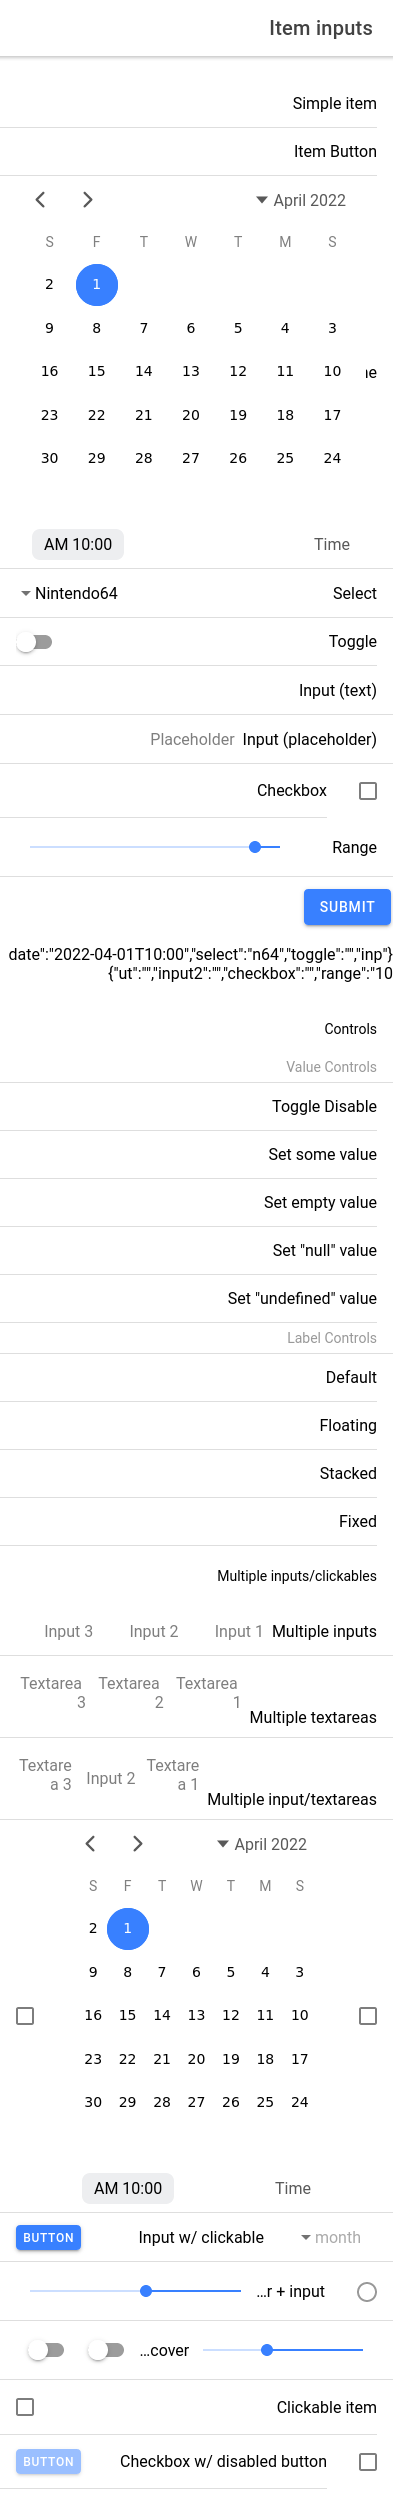 Item inputs
Simple item
Item Button
April 2022
S M T W T F S
1 2
3 4 5 6 7 8 9
10 11 12 13 14 15 16
17 18 19 20 21 22 23
24 25 26 27 28 29 30
Time AM 10:00
Select Nintendo64
Toggle
Input (text)
Input (placeholder) Placeholder
Checkbox
Range
SUBMIT
date":"2022-04-01T10:00","select":"n64","toggle":"","inp"}
{"ut":"","input2":"","checkbox":"","range":"10
Controls
Value Controls
Toggle Disable
Set some value
Set empty value
Set "null" value
Set "undefined" value
Label Controls
Default
Floating
Stacked
Fixed
Multiple inputs/clickables
Multiple inputs Input 1 Input 2 Input 3
Multiple textareas Textarea 1 Textarea 2 Textarea 3
Multiple input/textareas Textarea 1 Input 2 Textarea 3
April 2022
S M T W T F S
1 2
3 4 5 6 7 8 9
10 11 12 13 14 15 16
17 18 19 20 21 22 23
24 25 26 27 28 29 30
Time AM 10:00
month Input w/ clickable BUTTON
...r + input
...cover
Clickable item
Checkbox w/ disabled button BUTTON